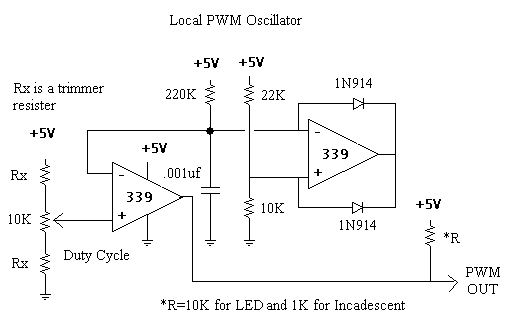 Local PWM Oscillator
+5V +5V
1N914
Rx is a trimmer
resister
220K 22K
+5V
+5V
-
339
+
.001uf
-
339
+
Rx
10K
Rx
Duty Cycle
10K
1N914
+5V
*R
PWM
OUT
*R=10K for LED and 1K for Incadescent